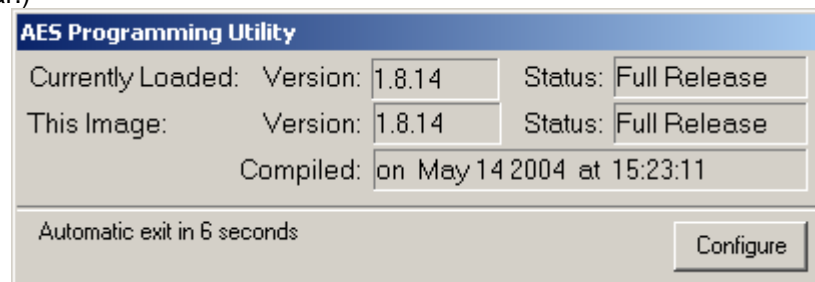 AES Programming Utility
Currently Loaded: Version: 1.8.14 Status: Full Release
This Image: Version: 1.8.14 Status: Full Release
Compiled: on May 14 2004 at 15:23:11
Automatic exit in 6 seconds
Configure